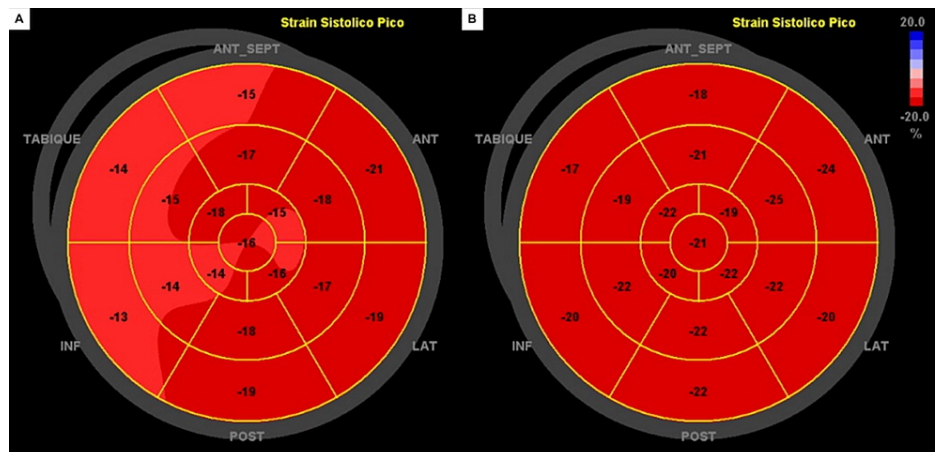 A
Strain Sistolico Pico
ANT_SEPT
TABIQUE
ANT
INF
LAT
POST
-15
-14
-21
-17
-15
-18
-18
-15
-16
-14
-16
-14
-17
-13
-19
-18
-19
B
Strain Sistolico Pico
20.0
-20.0
%
ANT_SEPT
TABIQUE
ANT
INF
LAT
POST
-18
-17
-24
-21
-19
-25
-22
-19
-21
-20
-22
-22
-22
-20
-20
-22
-22